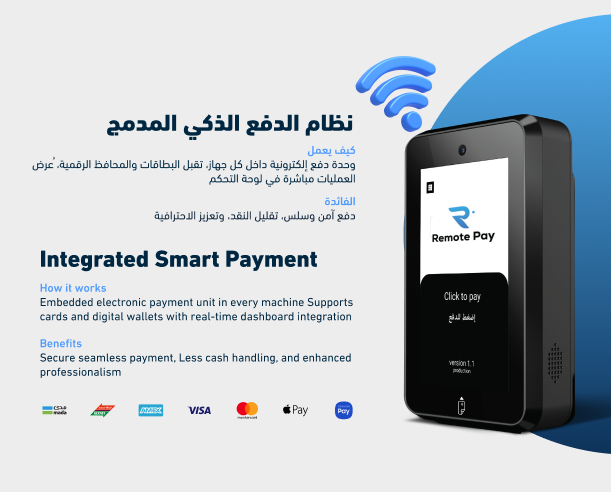 نظام الدفع الذكي المدمج
كيف يعمل
وحدة دفع إلكترونية داخل كل جهاز، تقبل البطاقات والمحافظ الرقمية، عُرض
العمليات مباشرة في لوحة التحكم
الفائدة
دفع آمن وسلس، تقليل النقد، وتعزيز الاحترافية
Integrated Smart Payment
How it works
Embedded electronic payment unit in every machine Supports
cards and digital wallets with real-time dashboard integration
Benefits
Secure seamless payment, Less cash handling, and enhanced
professionalism
مدى
mada
AMEX
VISA
mastercard
Pay
Pay
Remote Pay
Click to pay
إضغط للدفع
version 1.1
production